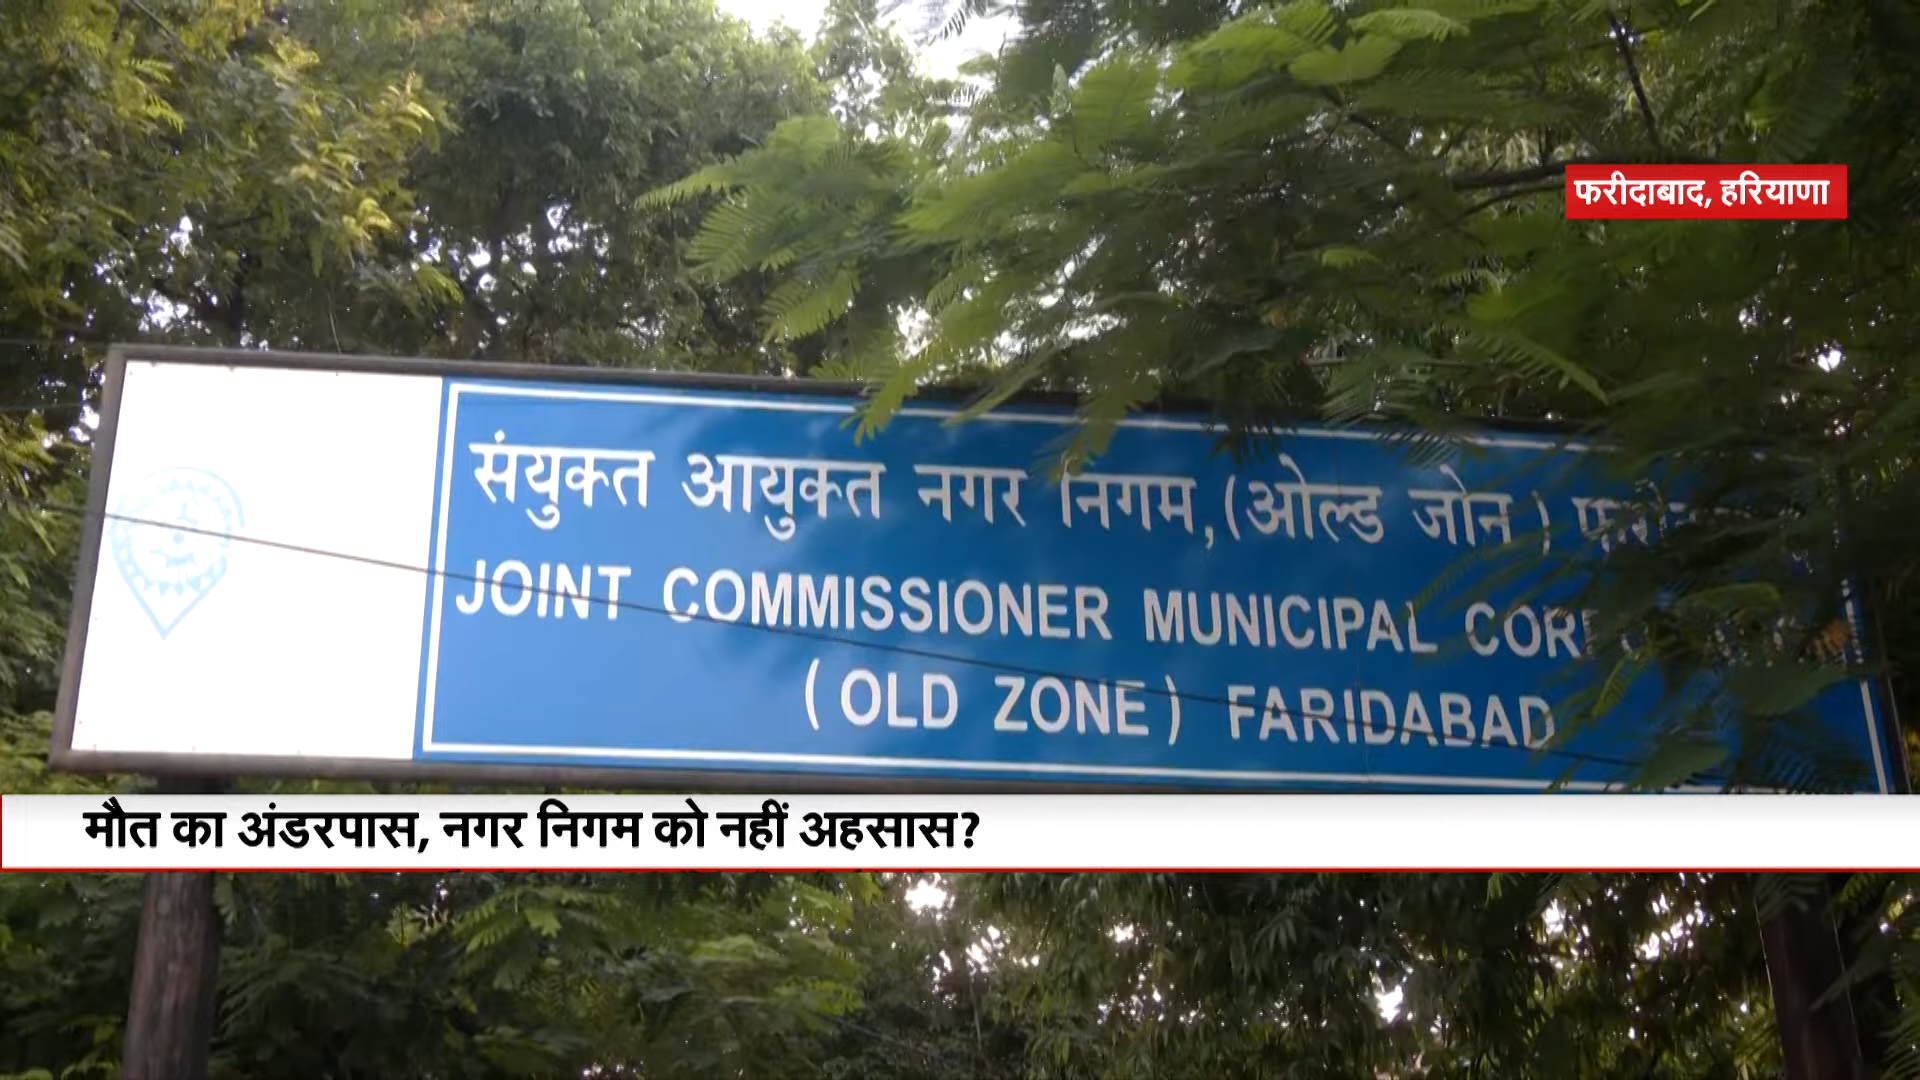 फरीदाबाद, हरियाणा
संयुक्त आयुक्त नगर निगम,(ओल्ड जोन)
JOINT COMMISSIONER MUNICIPAL
(OLD ZONE) FARIDABAD
मौत का अंडरपास, नगर निगम को नहीं अहसास?